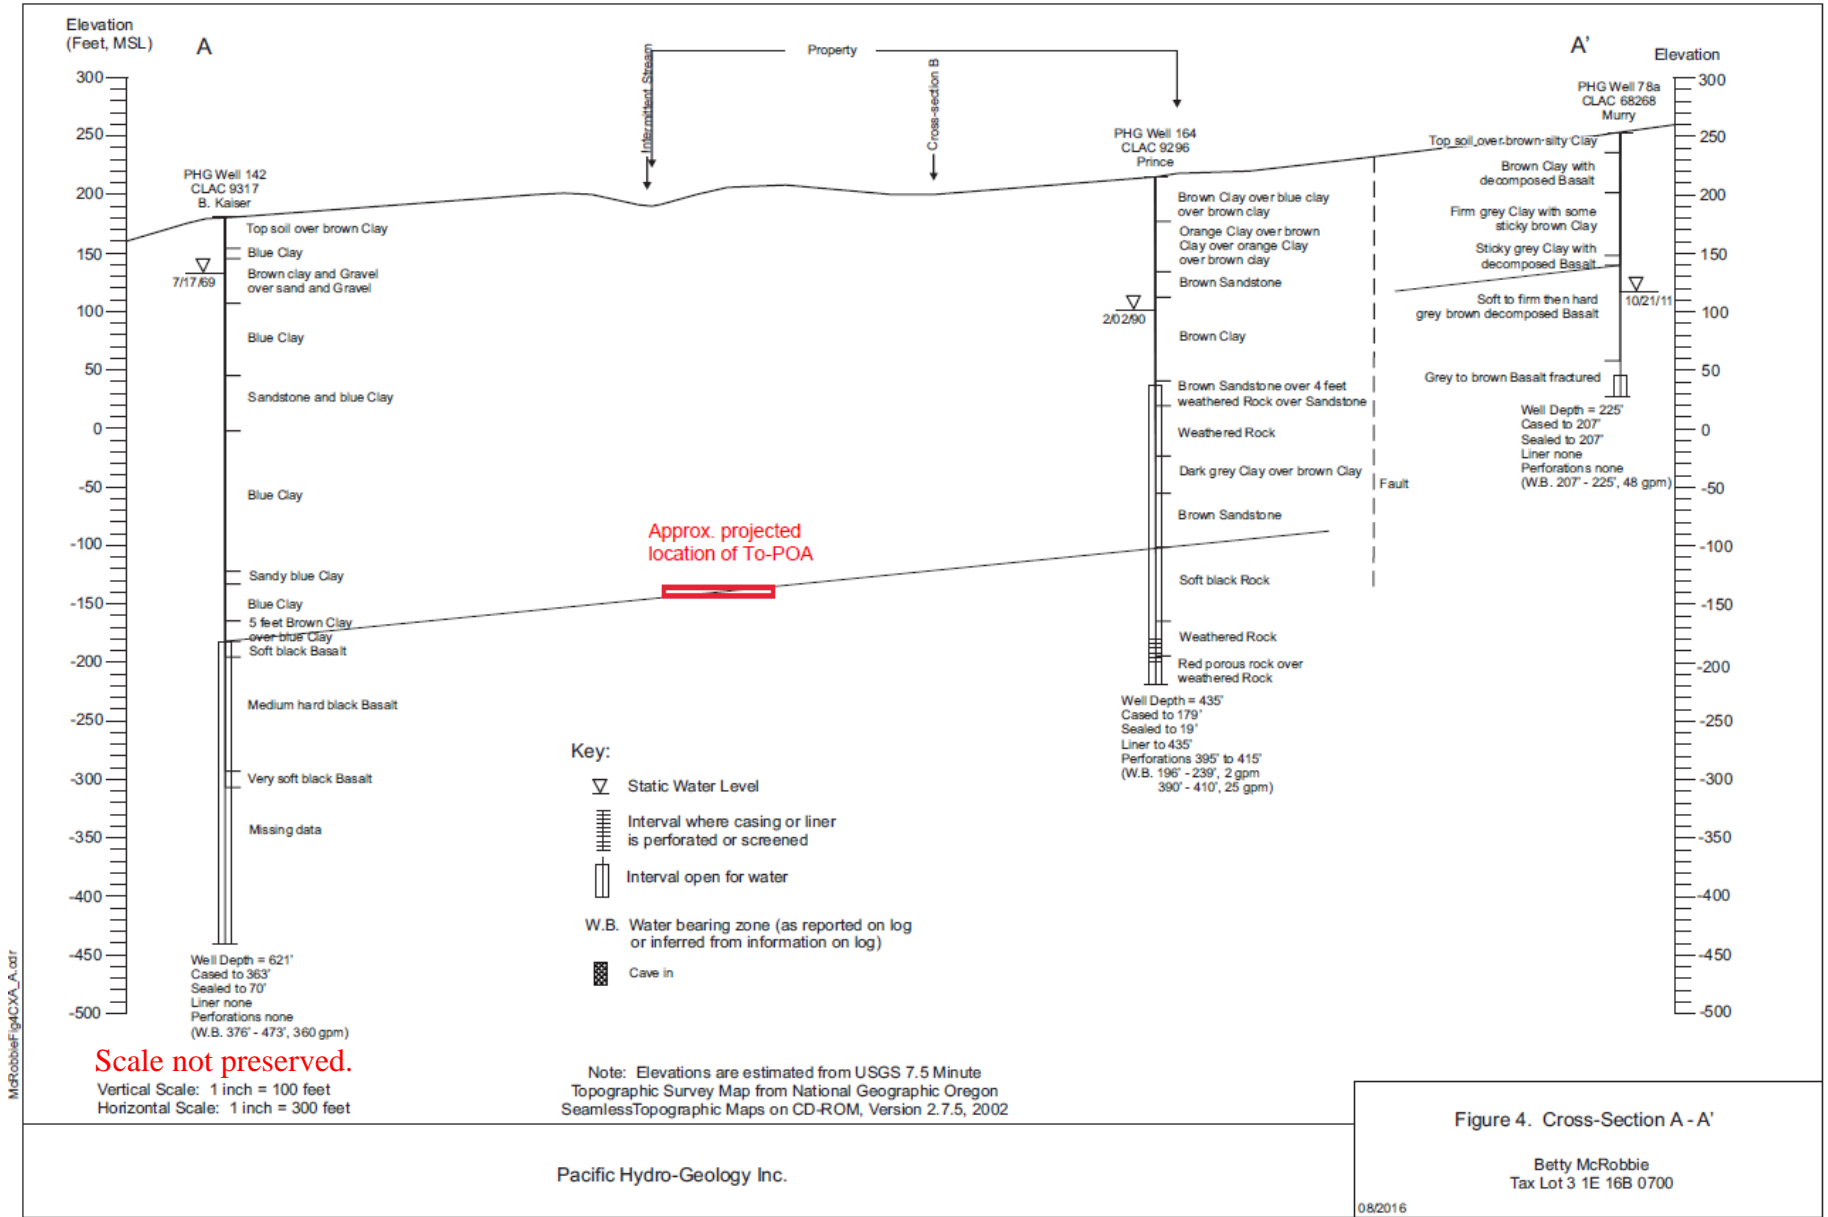 Elevation
(Feet, MSL)
A
300
250
200
150
100
50
0
-50
-100
-150
-200
-250
-300
-350
-400
-450
-500
PHG Well 142
CLAC 9317
B. Kaiser
7/17/69
Top soil over brown Clay
Blue Clay
Brown clay and Gravel
over sand and Gravel
Blue Clay
Sandstone and blue Clay
Blue Clay
Sandy blue Clay
Blue Clay
5 feet Brown Clay
over blue Clay
Soft black Basalt
Medium hard black Basalt
Very soft black Basalt
Missing data
Well Depth = 621'
Cased to 363'
Sealed to 70'
Liner none
Perforations none
(W.B. 376' - 473', 360 gpm)
Intermittent Stream
Property
Cross-section B
Approx. projected
location of To-POA
PHG Well 164
CLAC 9296
Prince
2/02/90
Brown Clay over blue clay
over brown clay
Orange Clay over brown
Clay over orange Clay
over brown clay
Brown Sandstone
Brown Clay
Brown Sandstone over 4 feet
weathered Rock over Sandstone
Weathered Rock
Dark grey Clay over brown Clay
Brown Sandstone
Soft black Rock
Weathered Rock
Red porous rock over
weathered Rock
Well Depth = 435'
Cased to 179'
Sealed to 19'
Liner to 435'
Perforations 395' to 415'
(W.B. 196' - 239', 2 gpm
390' - 410', 25 gpm)
Fault
A'
Elevation
PHG Well 78a
CLAC 68268
Murry
Top soil over brown silty Clay
Brown Clay with
decomposed Basalt
Firm grey Clay with some
sticky brown Clay
Sticky grey Clay with
decomposed Basalt
10/21/11
Soft to firm then hard
grey brown decomposed Basalt
Grey to brown Basalt fractured
Well Depth = 225'
Cased to 207'
Sealed to 207'
Liner none
Perforations none
(W.B. 207' - 225', 48 gpm)
300
250
200
150
100
50
0
-50
-100
-150
-200
-250
-300
-350
-400
-450
-500
Key:
Static Water Level
Interval where casing or liner
is perforated or screened
Interval open for water
W.B. Water bearing zone (as reported on log
or inferred from information on log)
Cave in
Scale not preserved.
Vertical Scale: 1 inch = 100 feet
Horizontal Scale: 1 inch = 300 feet
Note: Elevations are estimated from USGS 7.5 Minute
Topographic Survey Map from National Geographic Oregon
SeamlessTopographic Maps on CD-ROM, Version 2.7.5, 2002
McRobbieFig4CXA_A.cdr
Pacific Hydro-Geology Inc.
Figure 4. Cross-Section A - A'
Betty McRobbie
Tax Lot 3 1E 16B 0700
08/2016